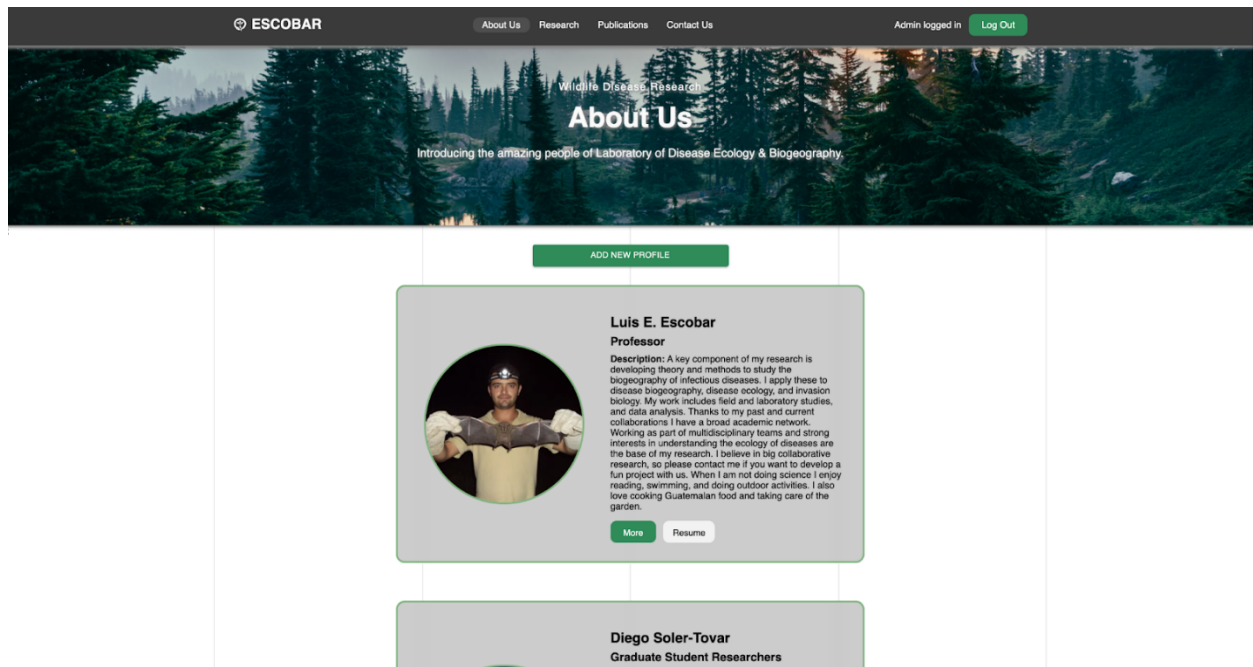 ESCOBAR
About Us
Research
Publications
Contact Us
Admin logged in
Log Out
Wildlife Disease Research
About Us
Introducing the amazing people of Laboratory of Disease Ecology & Biogeography.
ADD NEW PROFILE
Luis E. Escobar
Professor
Description: A key component of my research is
developing theory and methods to study the
biogeography of infectious diseases. I apply these to
disease biogeography, disease ecology, and invasion
biology. My work includes field and laboratory studies,
and data analysis. Thanks to my past and current
collaborations I have a broad academic network.
Working as part of multidisciplinary teams and strong
interests in understanding the ecology of diseases are
the base of my research. I believe in big collaborative
research, so please contact me if you want to develop a
fun project with us. When I am not doing science I enjoy
reading, swimming, and doing outdoor activities. I also
love cooking Guatemalan food and taking care of the
garden.
More
Resume
Diego Soler-Tovar
Graduate Student Researchers